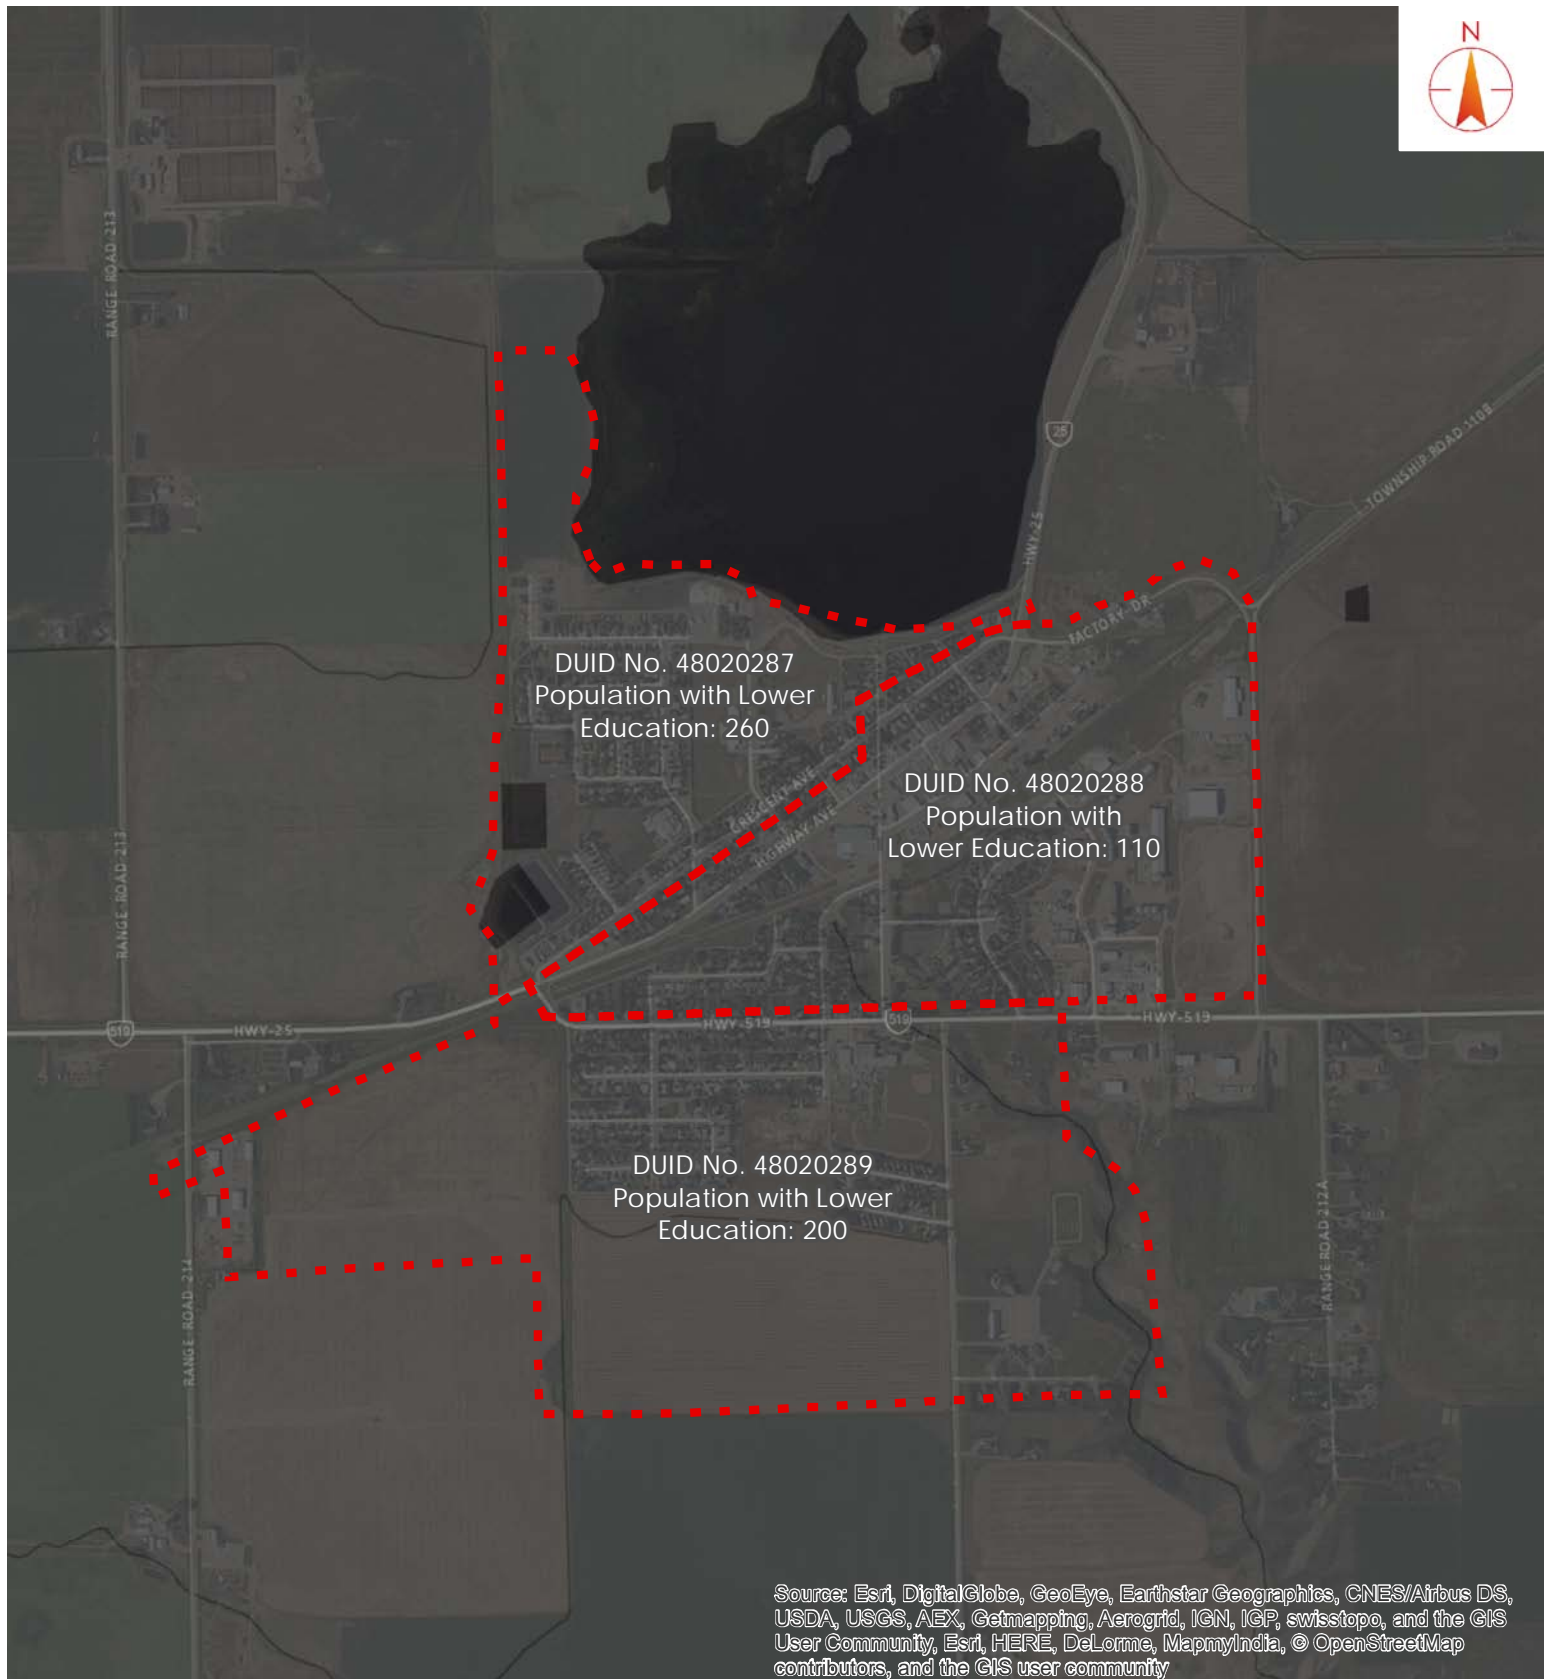 N
RANGE ROAD 213
25
TOWNSHIP ROAD 110B
HWY-25
FACTORY DR
DUID No. 48020287
Population with Lower
Education: 260
CRESCENT AVE
HIGHWAY AVE
DUID No. 48020288
Population with
Lower Education: 110
RANGE ROAD 213
519
HWY-25
HWY-519
519
HWY-519
DUID No. 48020289
Population with Lower
Education: 200
RANGE ROAD 212A
RANGE ROAD 214
Source: Esri, DigitalGlobe, GeoEye, Earthstar Geographics, CNES/Airbus DS,
USDA, USGS, AEX, Getmapping, Aerogrid, IGN, IGP, swisstopo, and the GIS
User Community, Esri, HERE, DeLorme, MapmyIndia, © OpenStreetMap
contributors, and the GIS user community